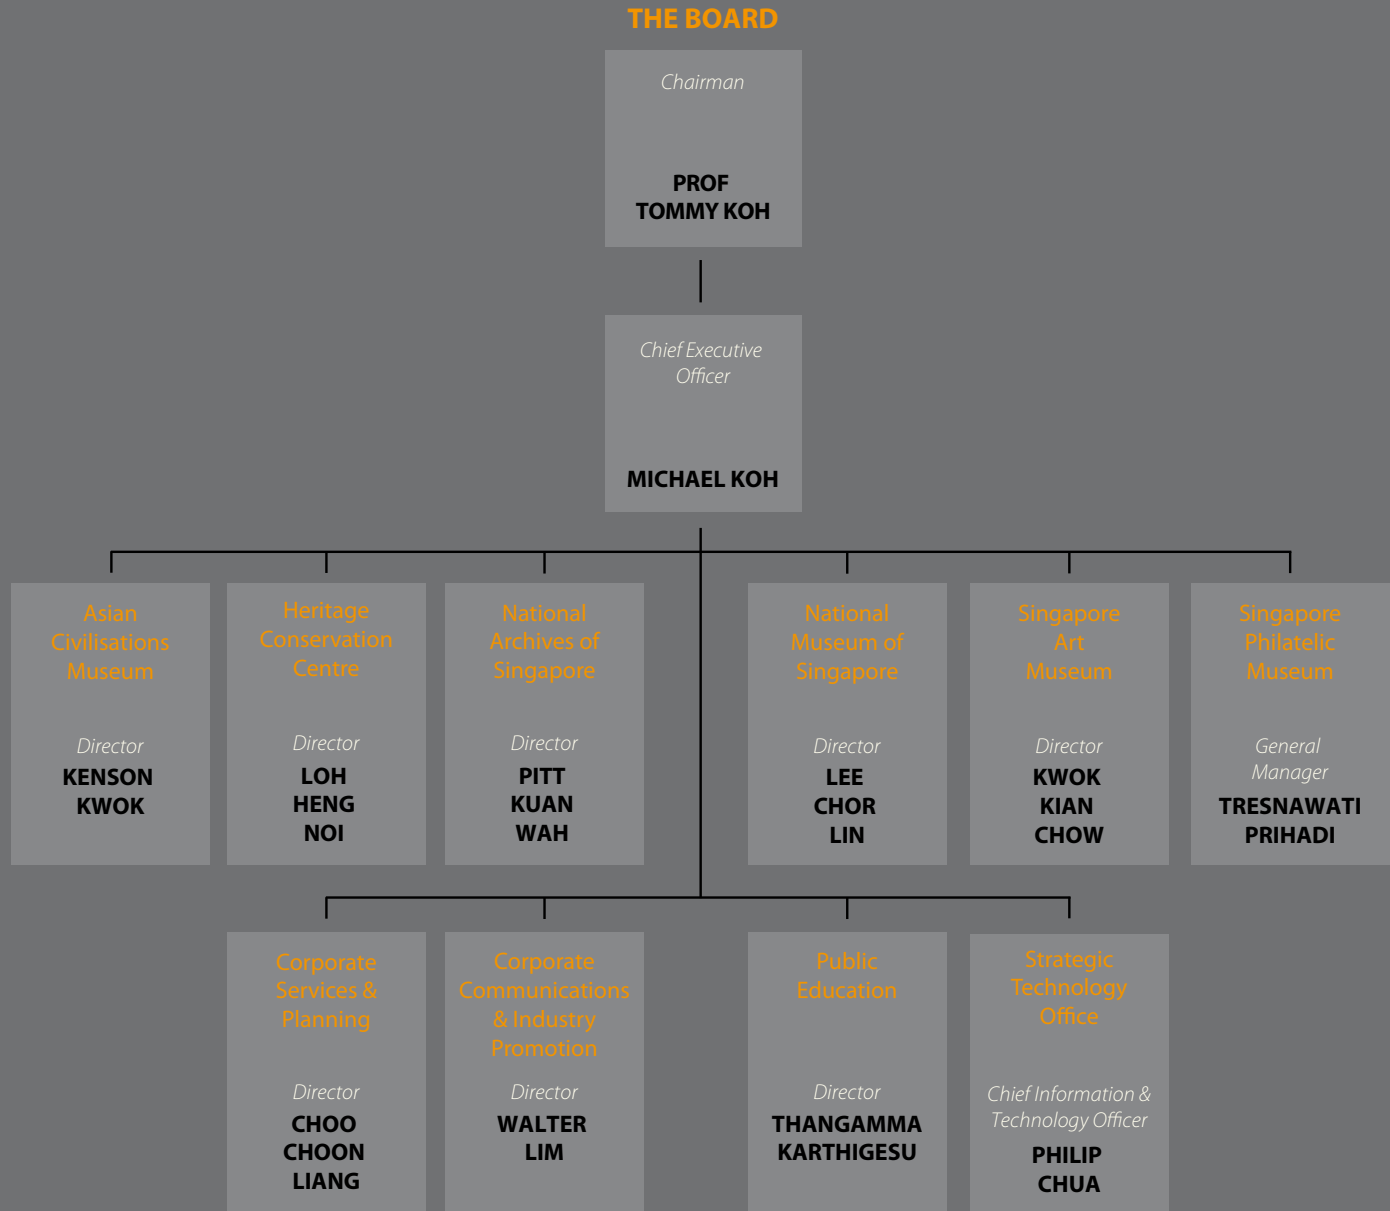 THE BOARD
Chairman
PROF
TOMMY KOH
Chief Executive
Officer
MICHAEL KOH
Asian
Civilisations
Museum
Director
KENSON
KWOK
Heritage
Conservation
Centre
Director
LOH
HENG
NOI
National
Archives of
Singapore
Director
PITT
KUAN
WAH
National
Museum of
Singapore
Director
LEE
CHOR
LIN
Singapore
Art
Museum
Director
KWOK
KIAN
CHOW
Singapore
Philatelic
Museum
General
Manager
TRESNAWATI
PRIHADI
Corporate
Services &
Planning
Director
CHOO
CHOON
LIANG
Corporate
Communications
& Industry
Promotion
Director
WALTER
LIM
Public
Education
Director
THANGAMMA
KARTHIGESU
Strategic
Technology
Office
Chief Information &
Technology Officer
PHILIP
CHUA